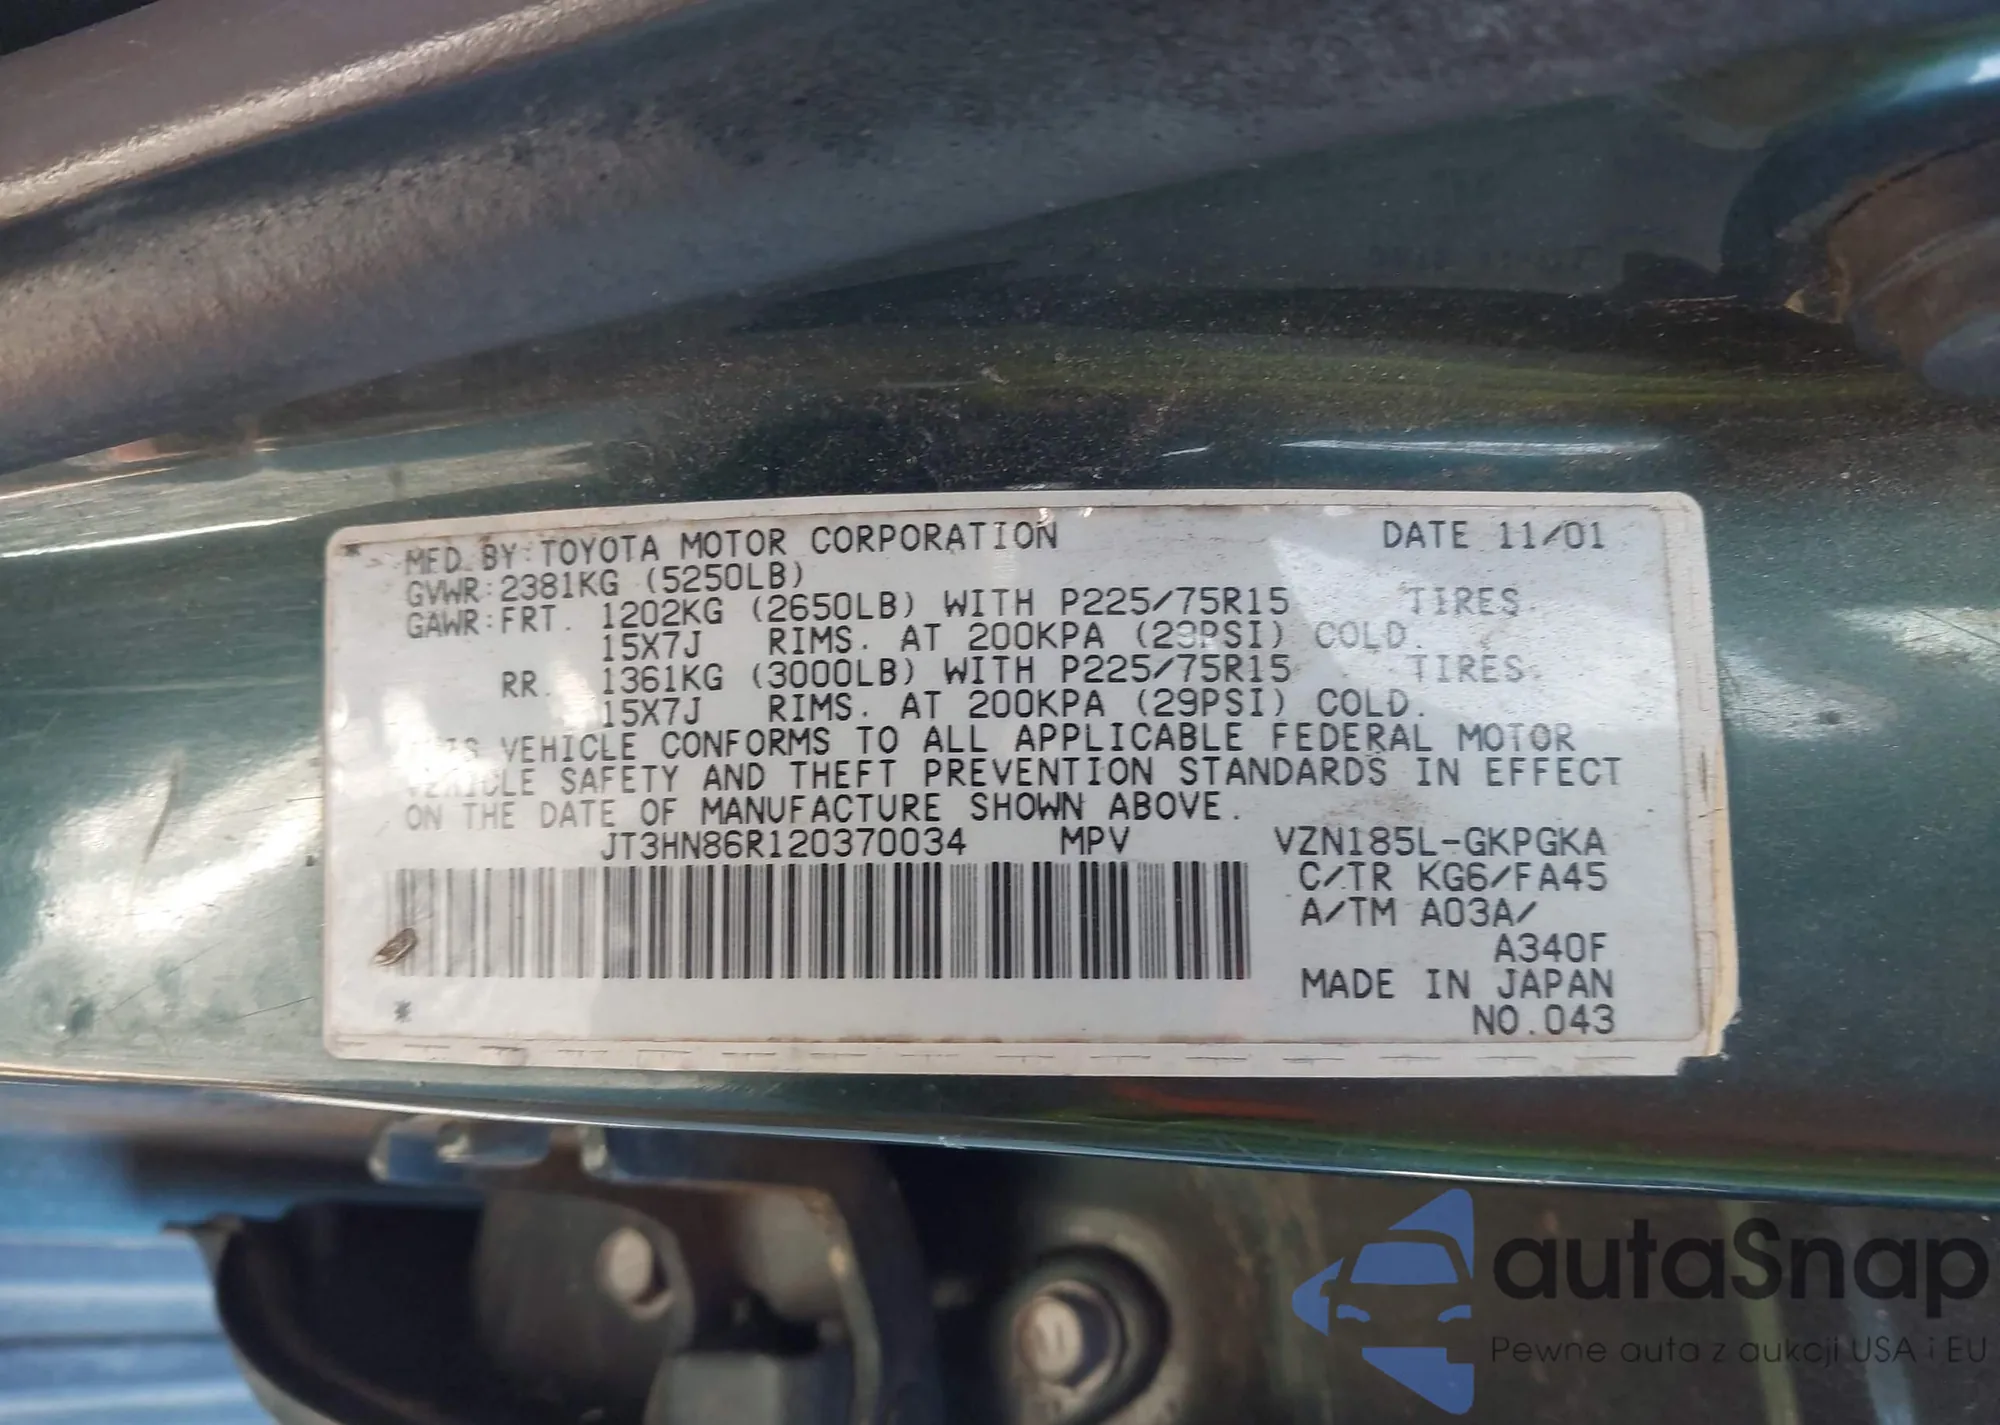 * MFD. BY: TOYOTA MOTOR CORPORATION DATE 11/01
GVWR: 2381KG (5250LB)
GAWR: FRT. 1202KG (2650LB) WITH P225/75R15 TIRES.
15X7J RIMS. AT 200KPA (29PSI) COLD.
RR. 1361KG (3000LB) WITH P225/75R15 TIRES.
15X7J RIMS. AT 200KPA (29PSI) COLD.
THIS VEHICLE CONFORMS TO ALL APPLICABLE FEDERAL MOTOR
VEHICLE SAFETY AND THEFT PREVENTION STANDARDS IN EFFECT
ON THE DATE OF MANUFACTURE SHOWN ABOVE.
JT3HN86R120370034 MPV VZN185L-GKPGKA
C/TR KG6/FA45
A/TM A03A/
A340F
MADE IN JAPAN
* NO.043
autaSnap
Pewne auta z aukcji USA i EU